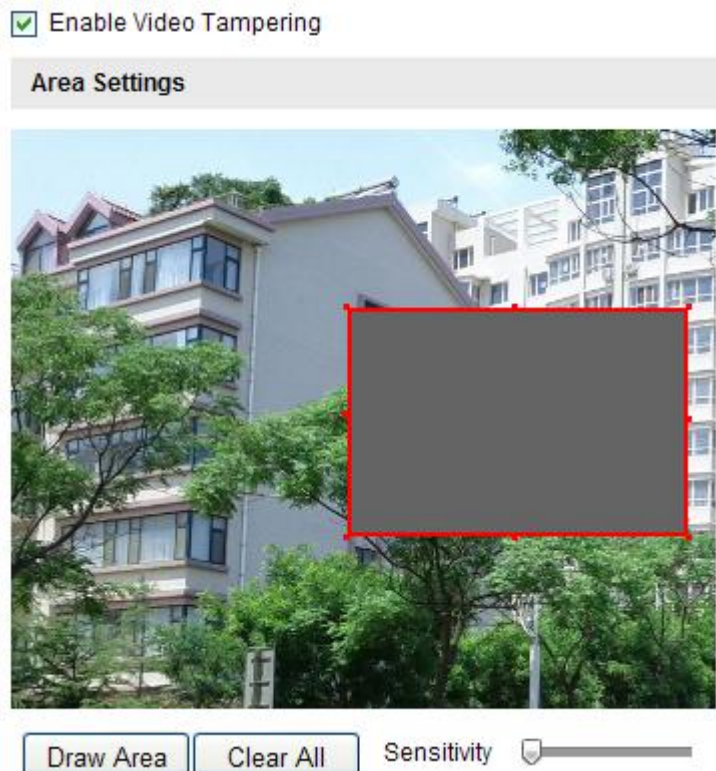 Enable Video Tampering
Area Settings
Draw Area
Clear All
Sensitivity